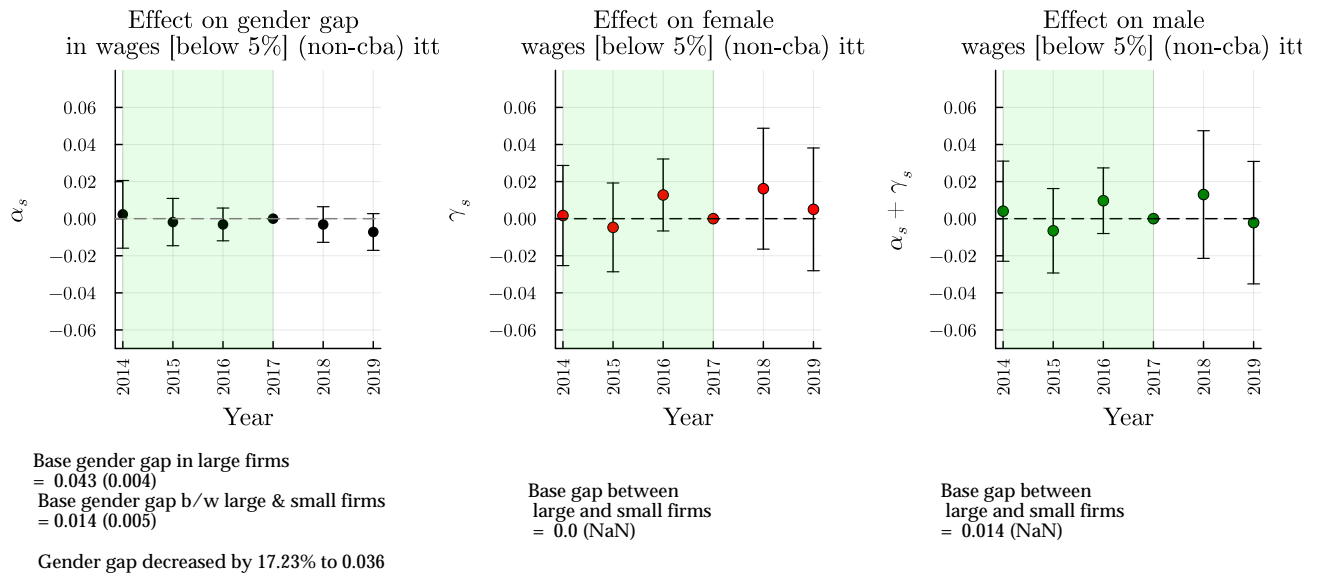 Effect on gender gap
in wages [below 5%] (non-cba) itt
0.06
0.04
0.02
0.00
−0.02
−0.04
−0.06
α_s
2014
2015
2016
2017
2018
2019
Year
Base gender gap in large firms
= 0.043 (0.004)
Base gender gap b/w large & small firms
= 0.014 (0.005)
Gender gap decreased by 17.23% to 0.036
Effect on female
wages [below 5%] (non-cba) itt
0.06
0.04
0.02
0.00
−0.02
−0.04
−0.06
γ_s
2014
2015
2016
2017
2018
2019
Year
Base gap between
large and small firms
= 0.0 (NaN)
Effect on male
wages [below 5%] (non-cba) itt
0.06
0.04
0.02
0.00
−0.02
−0.04
−0.06
α_s + γ_s
2014
2015
2016
2017
2018
2019
Year
Base gap between
large and small firms
= 0.014 (NaN)